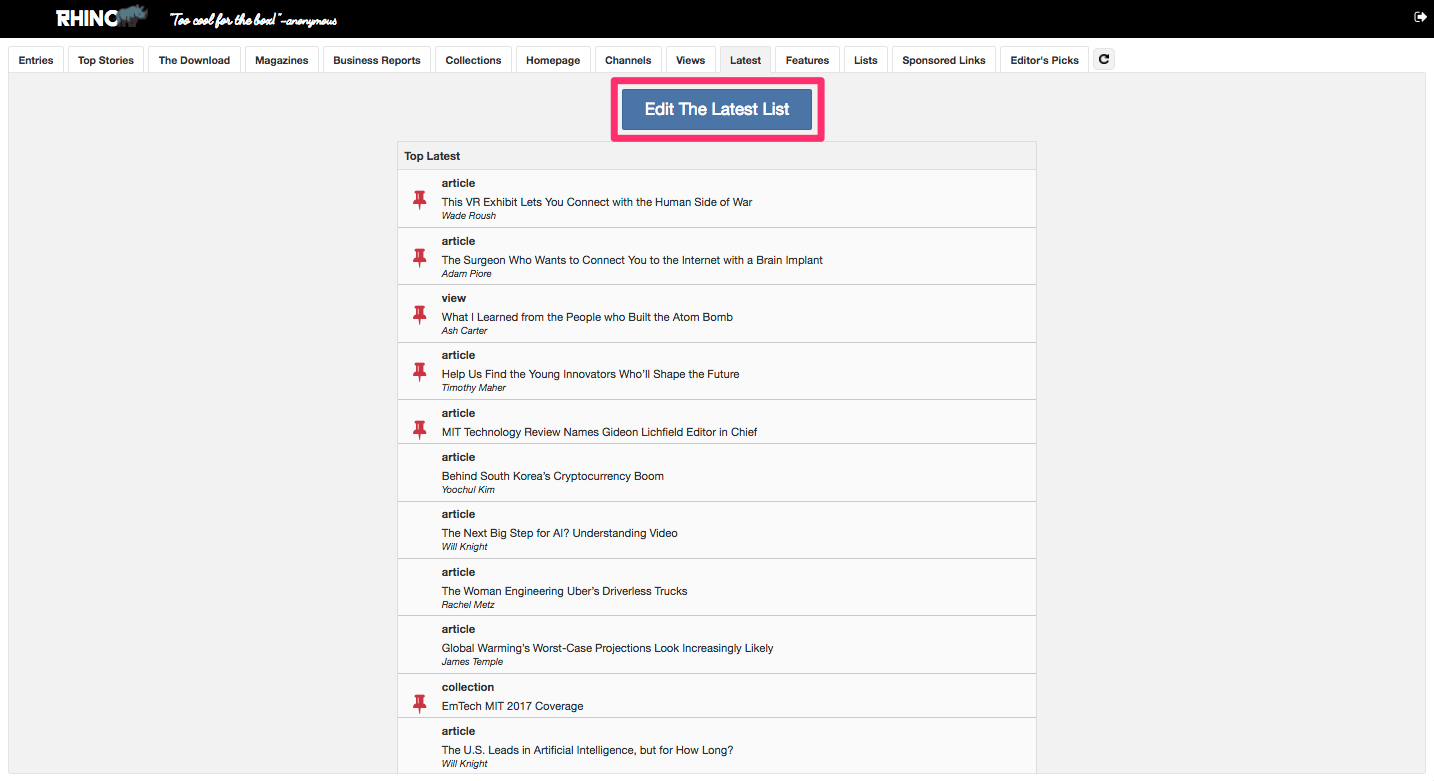 RHINO "Too cool for the box!" -anonymous
Entries Top Stories The Download Magazines Business Reports Collections Homepage Channels Views Latest Features Lists Sponsored Links Editor's Picks
Edit The Latest List
Top Latest
article
This VR Exhibit Lets You Connect with the Human Side of War
Wade Roush
article
The Surgeon Who Wants to Connect You to the Internet with a Brain Implant
Adam Piore
view
What I Learned from the People who Built the Atom Bomb
Ash Carter
article
Help Us Find the Young Innovators Who’ll Shape the Future
Timothy Maher
article
MIT Technology Review Names Gideon Lichfield Editor in Chief
article
Behind South Korea’s Cryptocurrency Boom
Yoochul Kim
article
The Next Big Step for AI? Understanding Video
Will Knight
article
The Woman Engineering Uber’s Driverless Trucks
Rachel Metz
article
Global Warming’s Worst-Case Projections Look Increasingly Likely
James Temple
collection
EmTech MIT 2017 Coverage
article
The U.S. Leads in Artificial Intelligence, but for How Long?
Will Knight